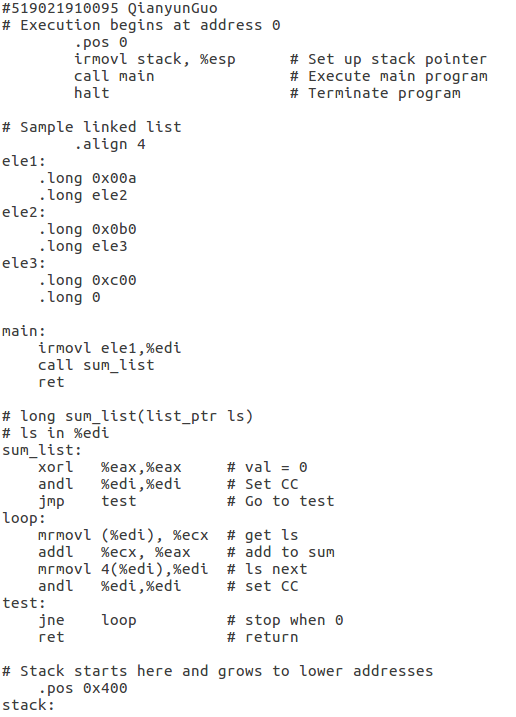 #519021910095 QianyunGuo
# Execution begins at address 0
.pos 0
irmovl stack, %esp # Set up stack pointer
call main # Execute main program
halt # Terminate program
# Sample linked list
.align 4
ele1:
.long 0x00a
.long ele2
ele2:
.long 0x0b0
.long ele3
ele3:
.long 0xc00
.long 0
main:
irmovl ele1,%edi
call sum_list
ret
# long sum_list(list_ptr ls)
# ls in %edi
sum_list:
xorl %eax,%eax # val = 0
andl %edi,%edi # Set CC
jmp test # Go to test
loop:
mrmovl (%edi), %ecx # get ls
addl %ecx, %eax # add to sum
mrmovl 4(%edi),%edi # ls next
andl %edi,%edi # set CC
test:
jne loop # stop when 0
ret # return
# Stack starts here and grows to lower addresses
.pos 0x400
stack: